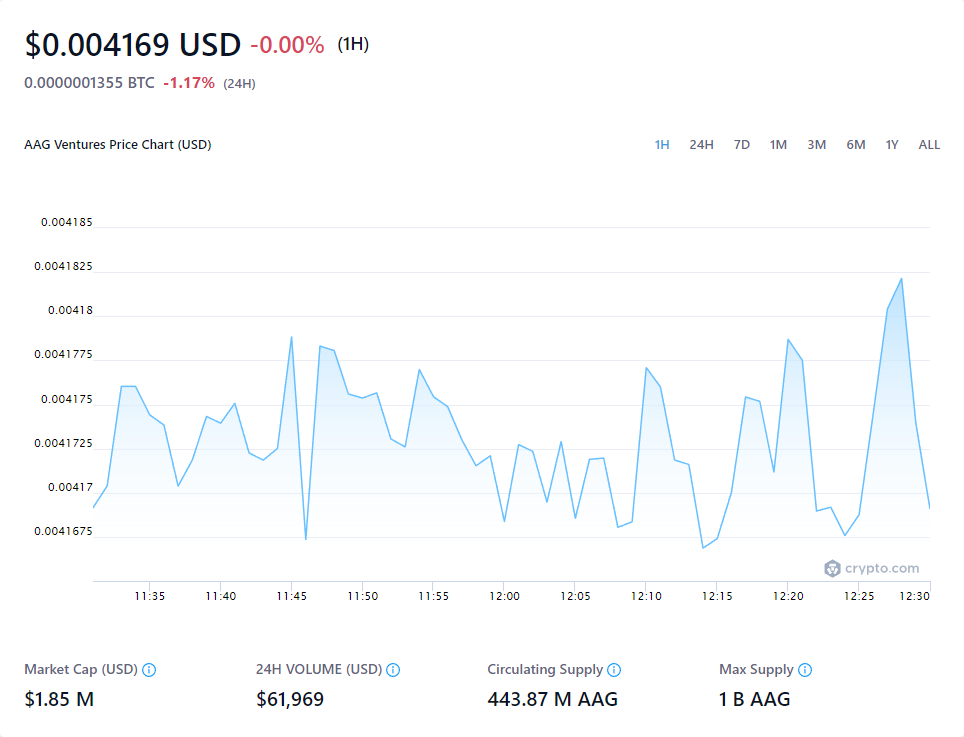 $0.004169 USD -0.00% (1H)
0.0000001355 BTC -1.17% (24H)
AAG Ventures Price Chart (USD) 1H 24H 7D 1M 3M 6M 1Y ALL
0.004185
0.0041825
0.00418
0.0041775
0.004175
0.0041725
0.00417
0.0041675
crypto.com
11:35 11:40 11:45 11:50 11:55 12:00 12:05 12:10 12:15 12:20 12:25 12:30
Market Cap (USD) 24H VOLUME (USD) Circulating Supply Max Supply
$1.85 M $61,969 443.87 M AAG 1 B AAG